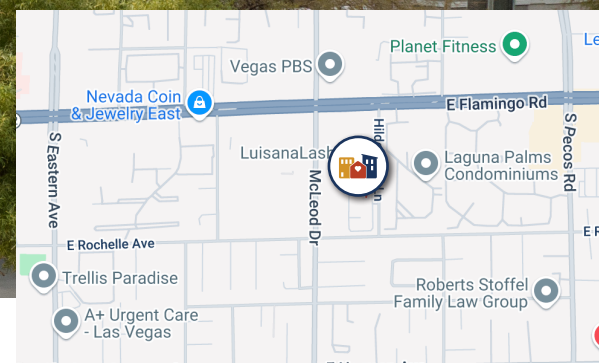 Planet Fitness
Le
Vegas PBS
Nevada Coin
& Jewelry East
E Flamingo Rd
S Eastern Ave
S Pecos Rd
LuisanaLash
Laguna Palms
Condominiums
McLeod Dr
E Rochelle Ave
E R
Trellis Paradise
Roberts Stoffel
Family Law Group
A+ Urgent Care
- Las Vegas